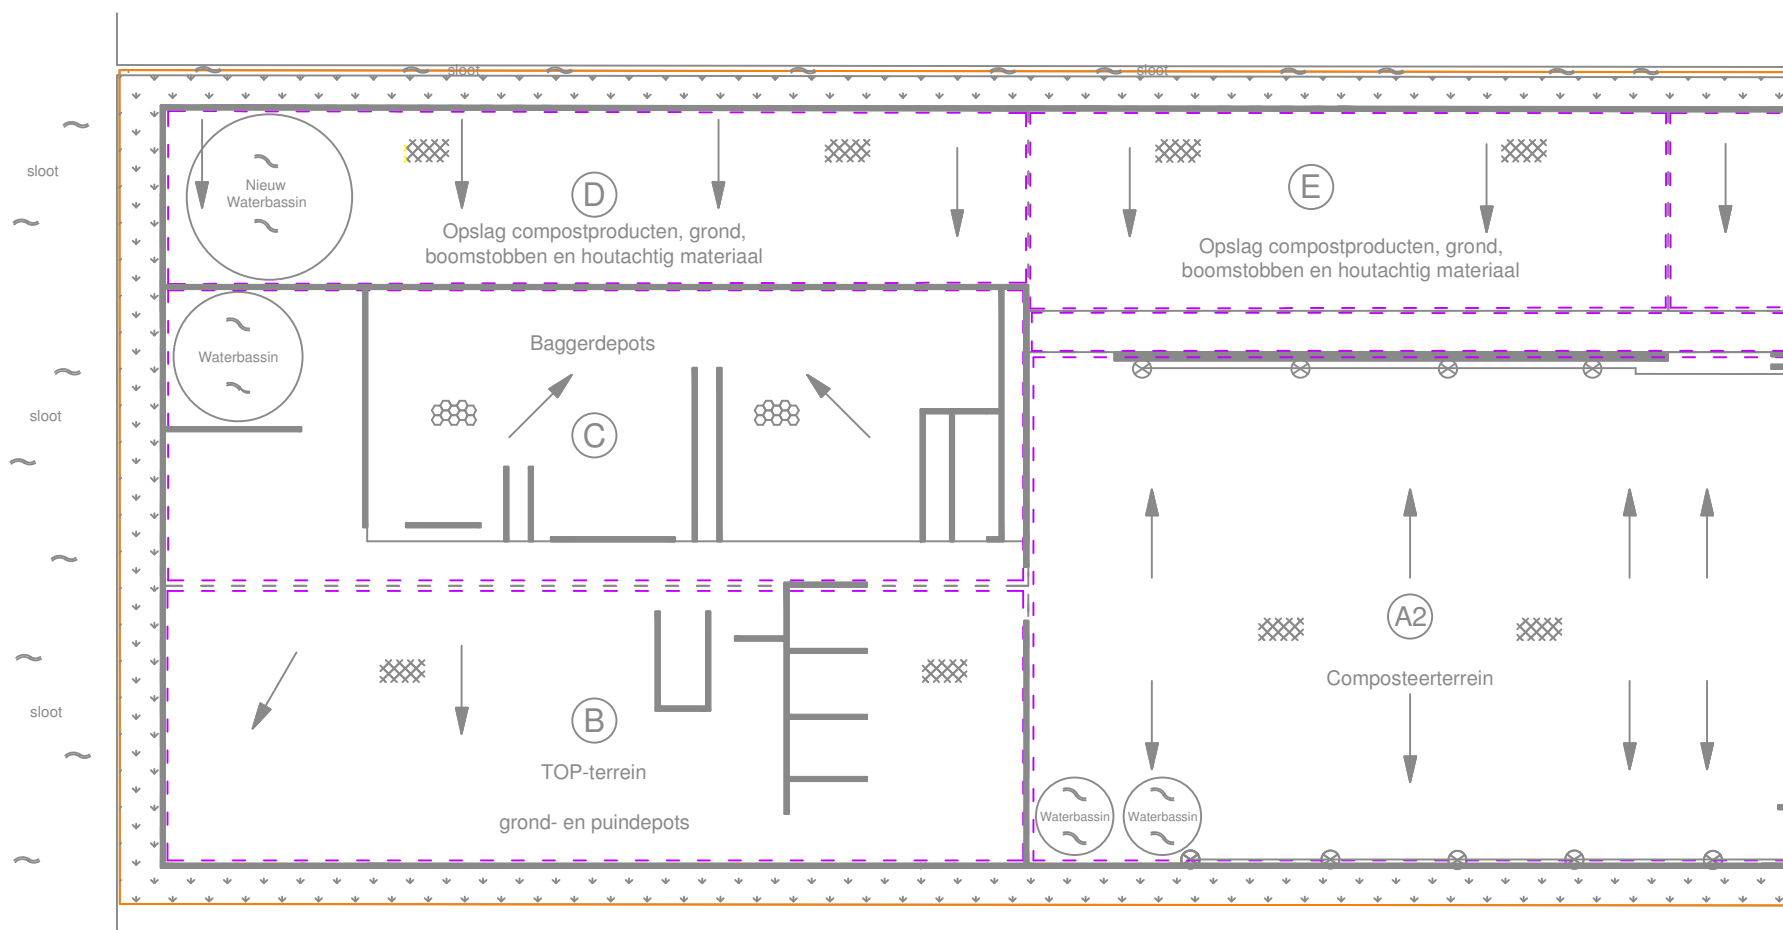 sloot
sloot
sloot
Nieuw
Waterbassin
D
Opslag compostproducten, grond,
boomstobben en houtachtig materiaal
E
Opslag compostproducten, grond,
boomstobben en houtachtig materiaal
Waterbassin
Baggerdepots
sloot
C
A2
Composteerterrein
sloot
B
TOP-terrein
grond- en puindepots
Waterbassin
Waterbassin